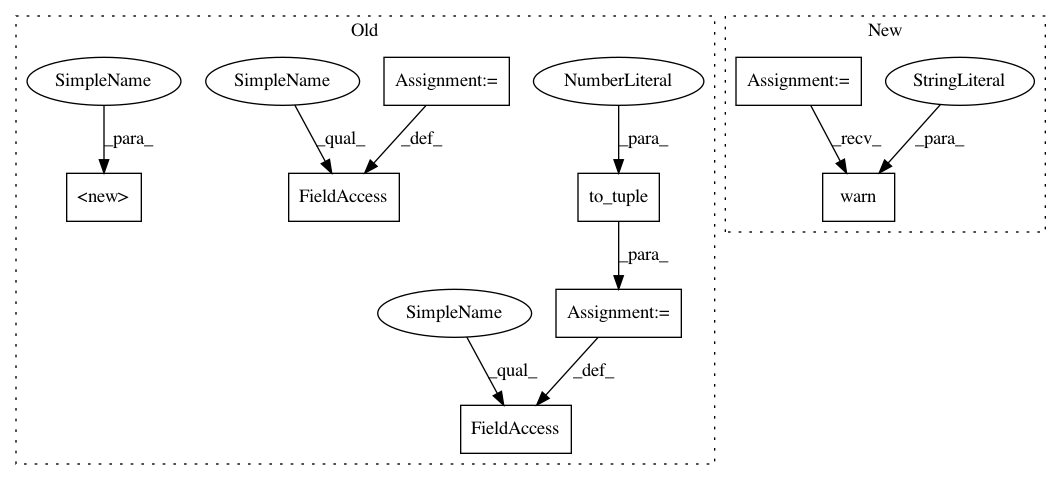 Old
New
SimpleName
SimpleName
Assignment:=
NumberLiteral
Assignment:=
StringLiteral
_para_
_qual_
_def_
_para_
_recv_
_para_
<new>
FieldAccess
to_tuple
warn
_para_
SimpleName
Assignment:=
_qual_
_def_
FieldAccess